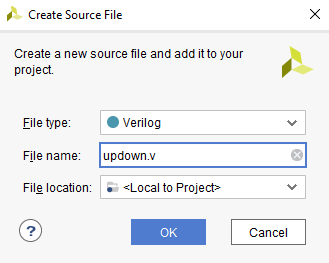 Create Source File
Create a new source file and add it to your
project.
File type: Verilog
File name: updown.v
File location: <Local to Project>
? OK Cancel